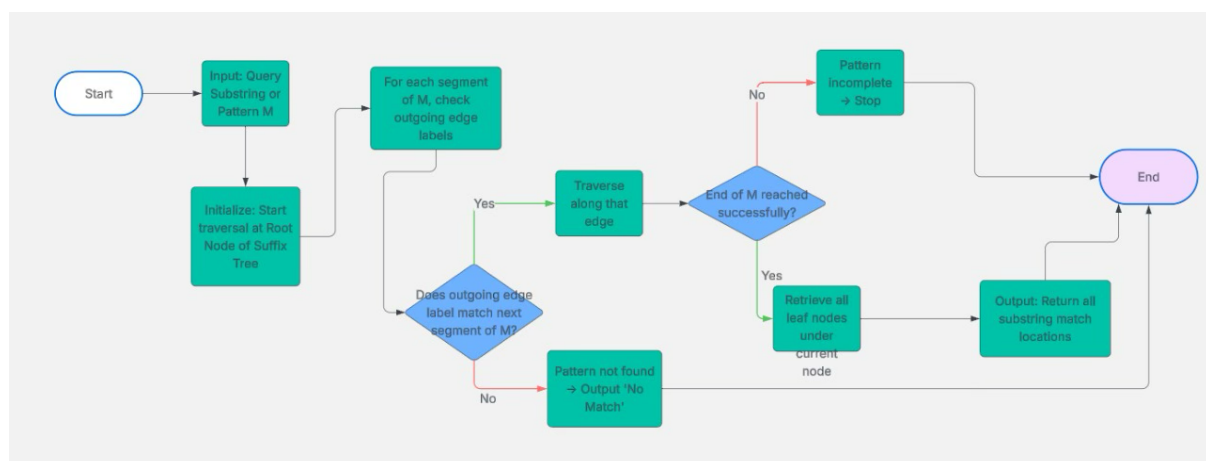 Start
Input: Query
Substring or
Pattern M
Initialize: Start
traversal at Root
Node of Suffix
Tree
For each segment
of M, check
outgoing edge
labels
Does outgoing edge
label match next
segment of M?
Yes
Traverse
along that
edge
No
Pattern not found
→ Output 'No
Match'
End of M reached
successfully?
No
Pattern
incomplete
→ Stop
Yes
Retrieve all
leaf nodes
under
current
node
Output: Return all
substring match
locations
End